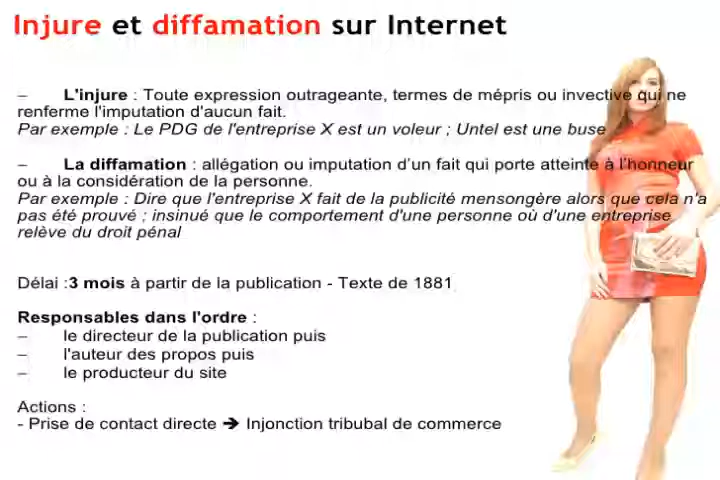 Injure et diffamation sur Internet
– L'injure : Toute expression outrageante, termes de mépris ou invective qui ne
renferme l'imputation d'aucun fait.
Par exemple : Le PDG de l'entreprise X est un voleur ; Untel est une buse
– La diffamation : allégation ou imputation d'un fait qui porte atteinte à l'honneur
ou à la considération de la personne.
Par exemple : Dire que l'entreprise X fait de la publicité mensongère alors que cela n'a
pas été prouvé ; insinué que le comportement d'une personne où d'une entreprise
relève du droit pénal
Délai :3 mois à partir de la publication - Texte de 1881
Responsables dans l'ordre :
– le directeur de la publication puis
– l'auteur des propos puis
– le producteur du site
Actions :
- Prise de contact directe ➔ Injonction tribubal de commerce